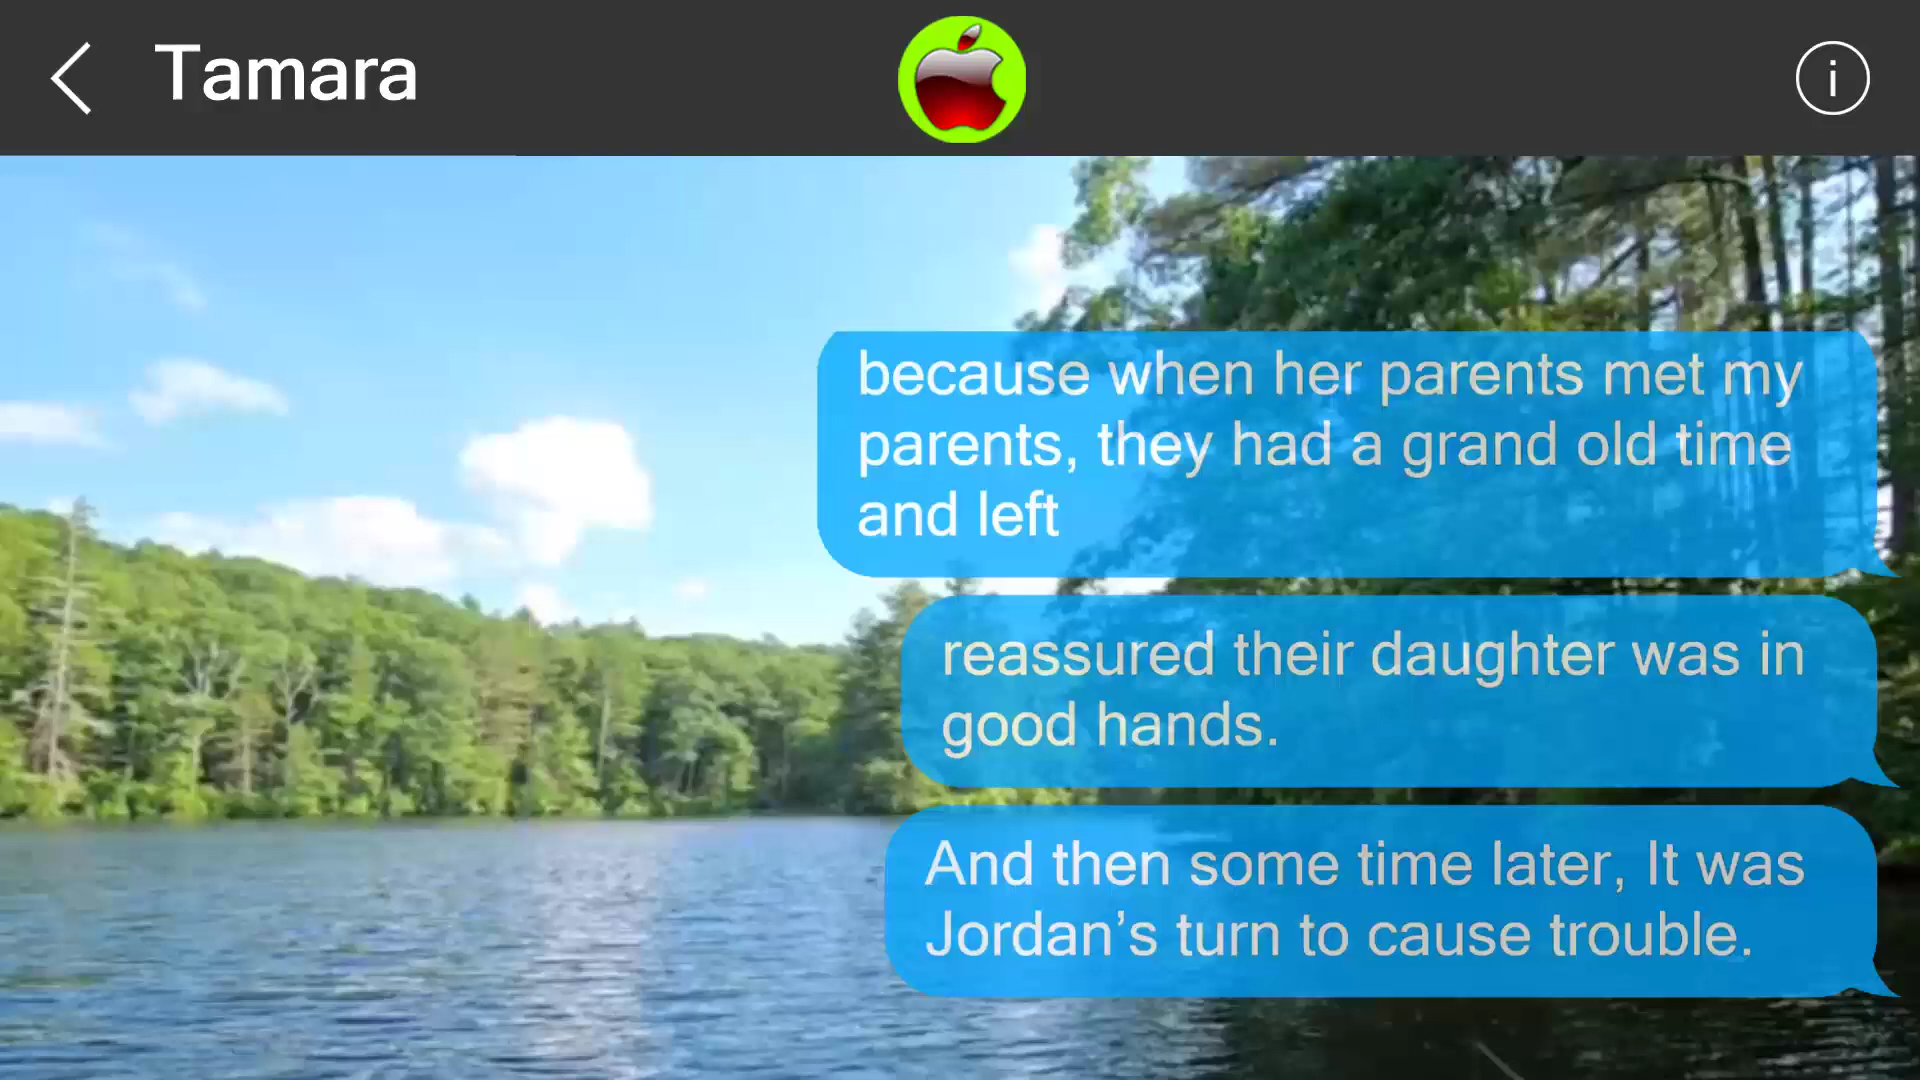 Tamara
because when her parents met my
parents, they had a grand old time
and left
reassured their daughter was in
good hands.
And then some time later, It was
Jordan’s turn to cause trouble.